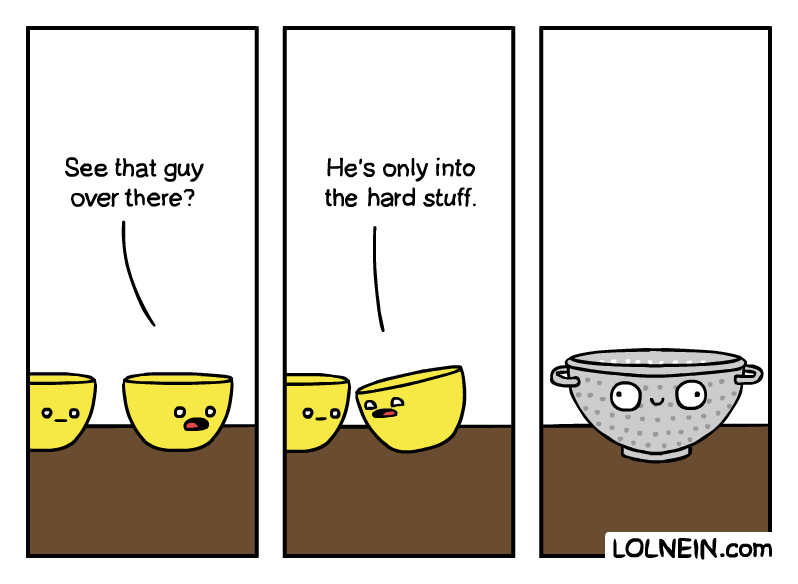 See that guy
over there?
He's only into
the hard stuff.
LOLNEIN.com